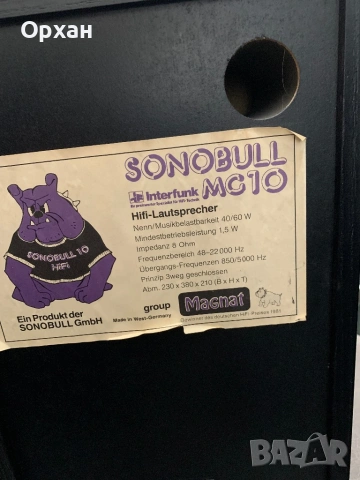 Орхан
SONOBULL
Interfunk MC10
Hifi-Lautsprecher
Nenn/Musikbelastbarkeit 40/60 W
Mindestbetriebsleistung 1,5 W
Impedanz 8 Ohm
Frequenzbereich 48-22000 Hz
Übergangs-Frequenzen 850/5000 Hz
Prinzip 3weg geschlossen
Abm. 230 x 380 x 210 (B x H x T)
SONOBULL 10
HiFi
Ein Produkt der
SONOBULL GmbH
Made in West-Germany
group
Magnat
BAZAR
bg